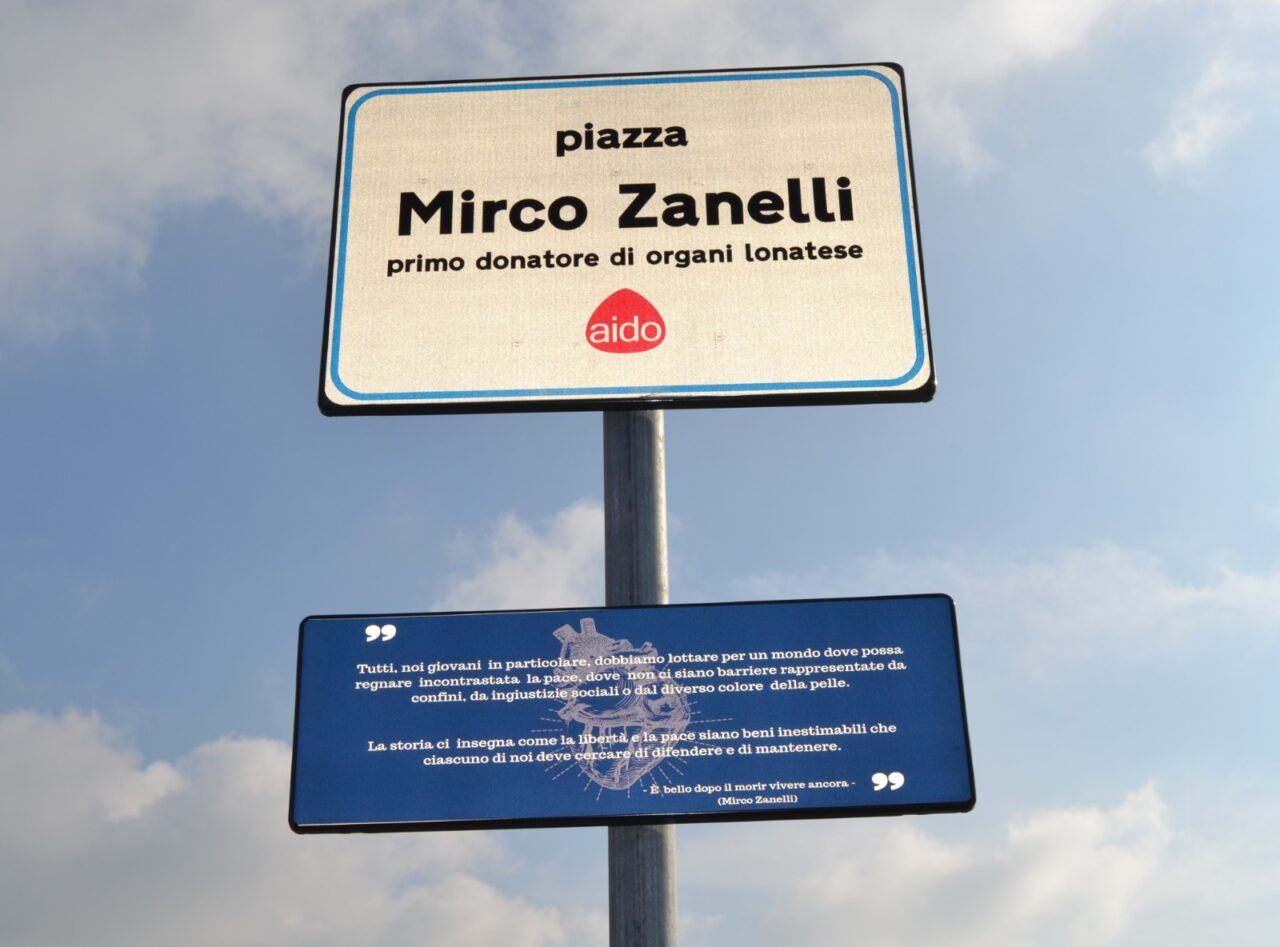 piazza
Mirco Zanelli
primo donatore di organi lonatese
aido
"
Tutti, noi giovani in particolare, dobbiamo lottare per un mondo dove possa
regnare incontrastata la pace, dove non ci siano barriere rappresentate da
confini, da ingiustizie sociali o dal diverso colore della pelle.
La storia ci insegna come la libertà e la pace siano beni inestimabili che
ciascuno di noi deve cercare di difendere e di mantenere.
- È bello dopo il morir vivere ancora - "
(Mirco Zanelli)